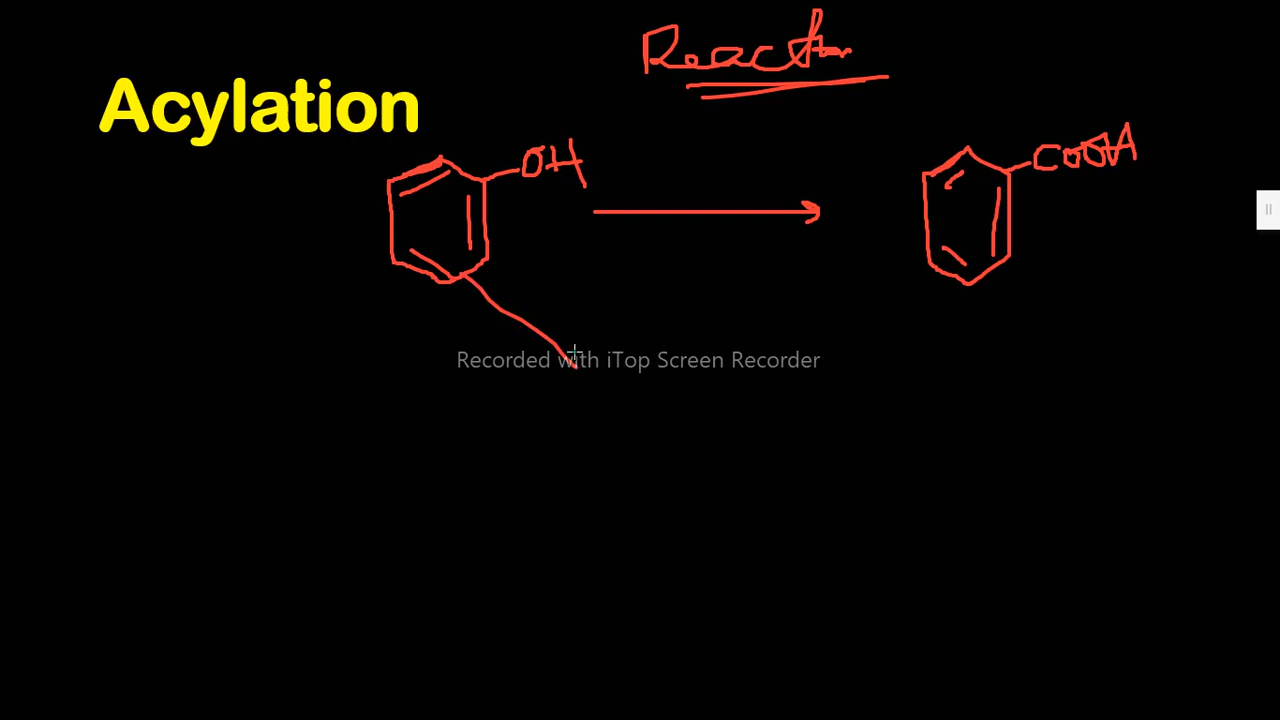 Reaction
Acylation
OH
COOH
Recorded with iTop Screen Recorder